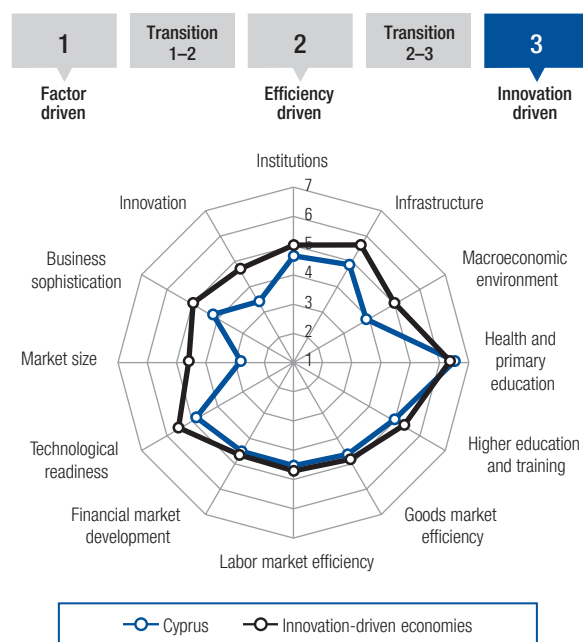 1
Transition
1–2
2
Transition
2–3
3
Factor
driven
Efficiency
driven
Innovation
driven
Institutions
Infrastructure
Macroeconomic
environment
Health and
primary
education
Higher education
and training
Goods market
efficiency
Labor market efficiency
Financial market
development
Technological
readiness
Market size
Business
sophistication
Innovation
7
6
5
4
3
2
1
Cyprus
Innovation-driven economies